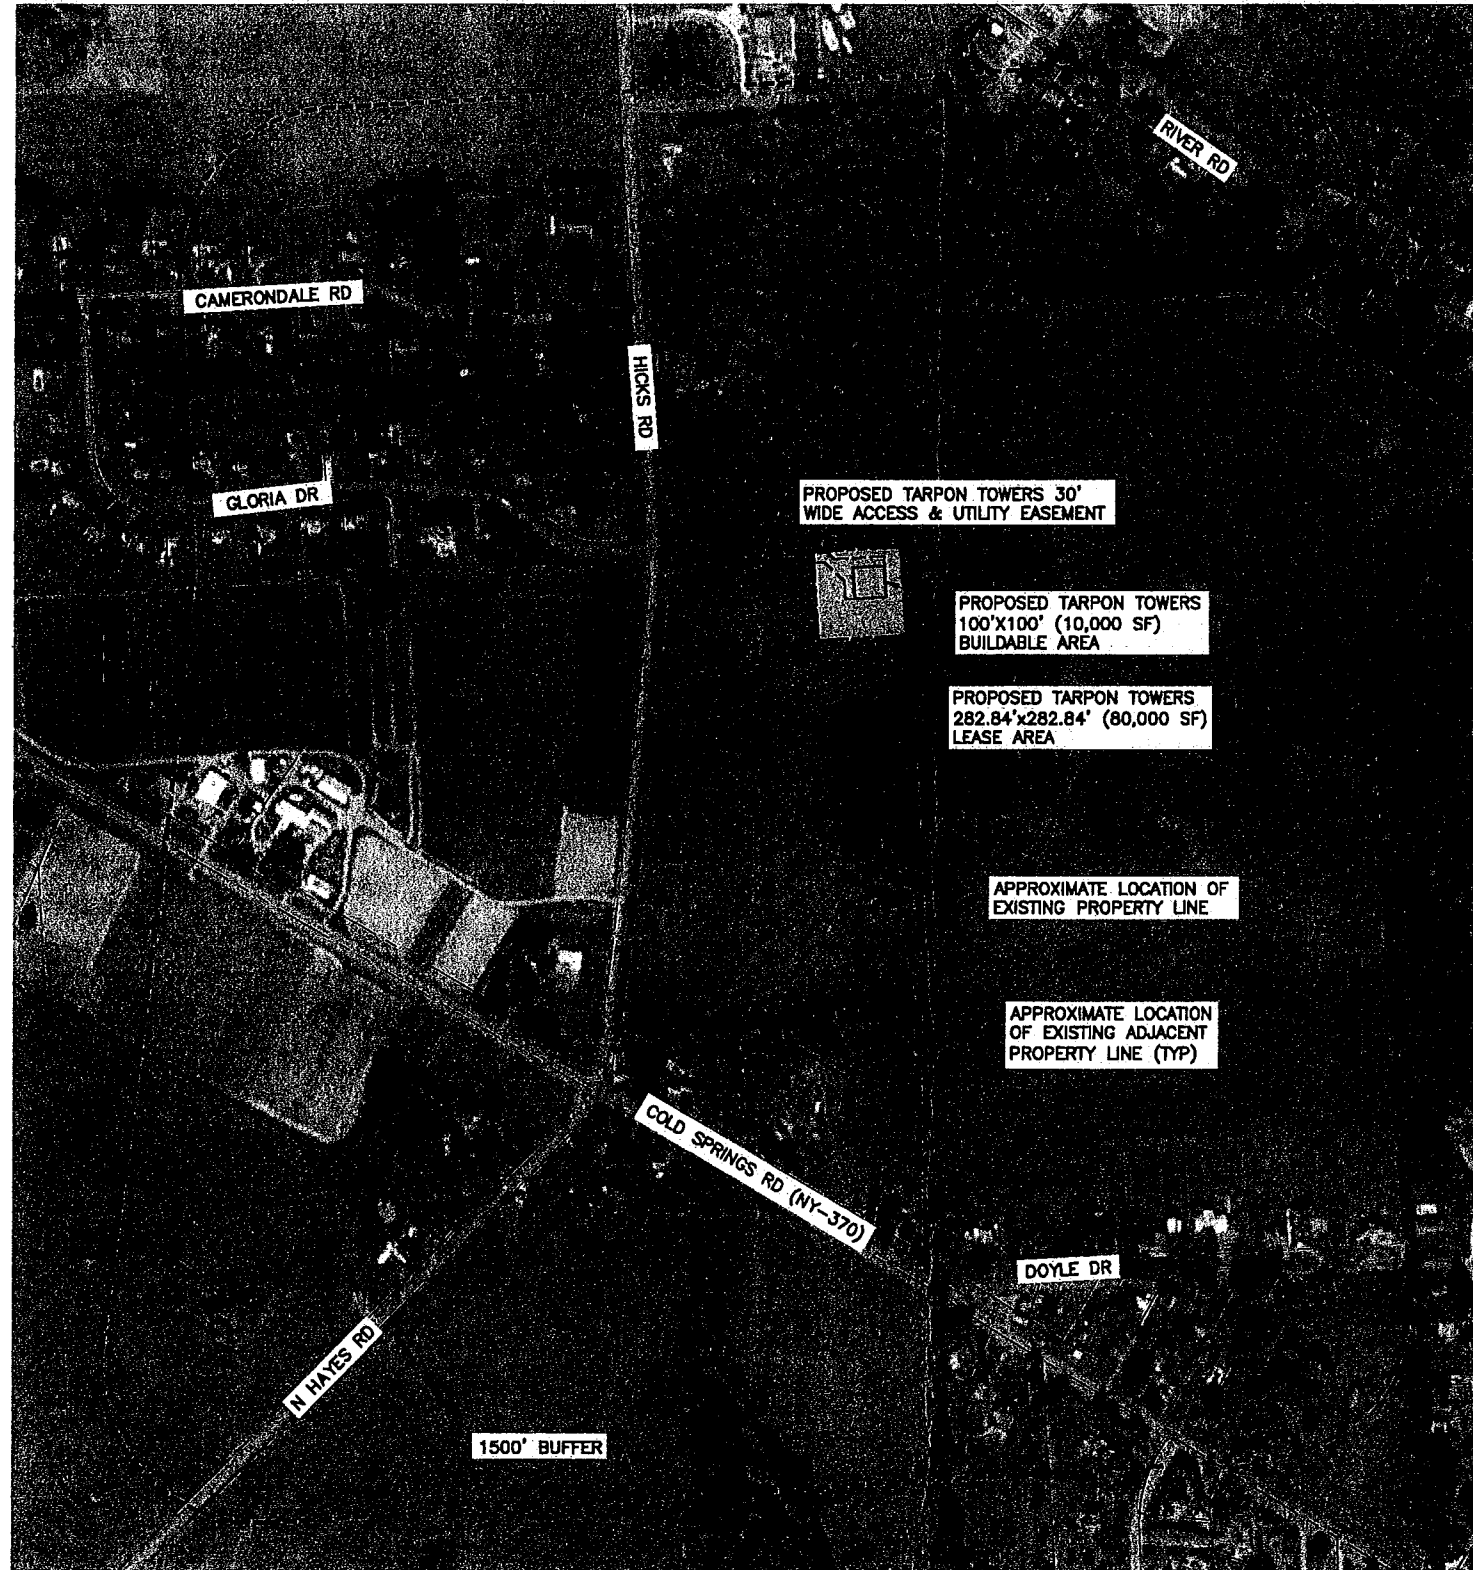 RIVER RD
CAMERONDALE RD
HICKS RD
GLORIA DR
PROPOSED TARPON TOWERS 30'
WIDE ACCESS & UTILITY EASEMENT
PROPOSED TARPON TOWERS
100'X100' (10,000 SF)
BUILDABLE AREA
PROPOSED TARPON TOWERS
282.84'x282.84' (80,000 SF)
LEASE AREA
APPROXIMATE LOCATION OF
EXISTING PROPERTY LINE
APPROXIMATE LOCATION
OF EXISTING ADJACENT
PROPERTY LINE (TYP)
COLD SPRINGS RD (NY-370)
DOYLE DR
N HAYES RD
1500' BUFFER